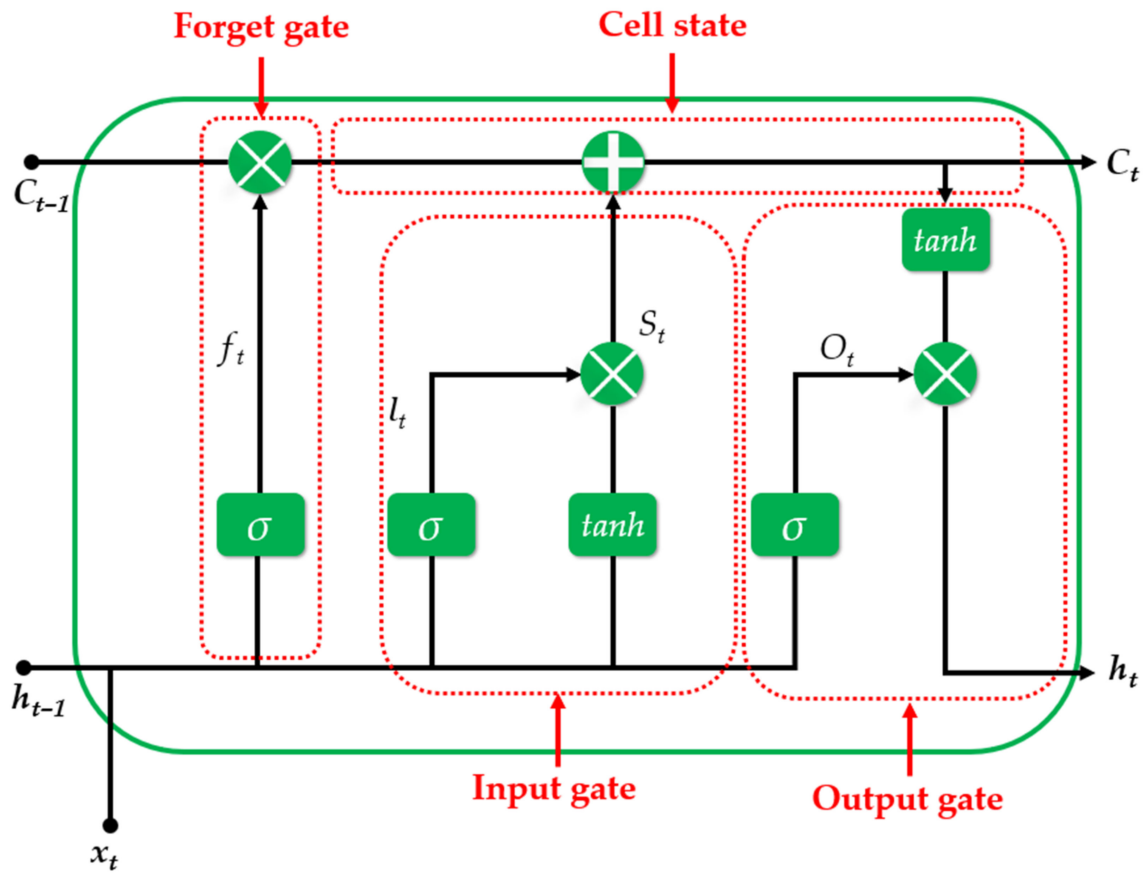 Forget gate
Cell state
C_{t-1}
C_t
tanh
f_t
S_t
O_t
l_t
σ
σ
tanh
σ
h_{t-1}
h_t
Input gate
Output gate
x_t